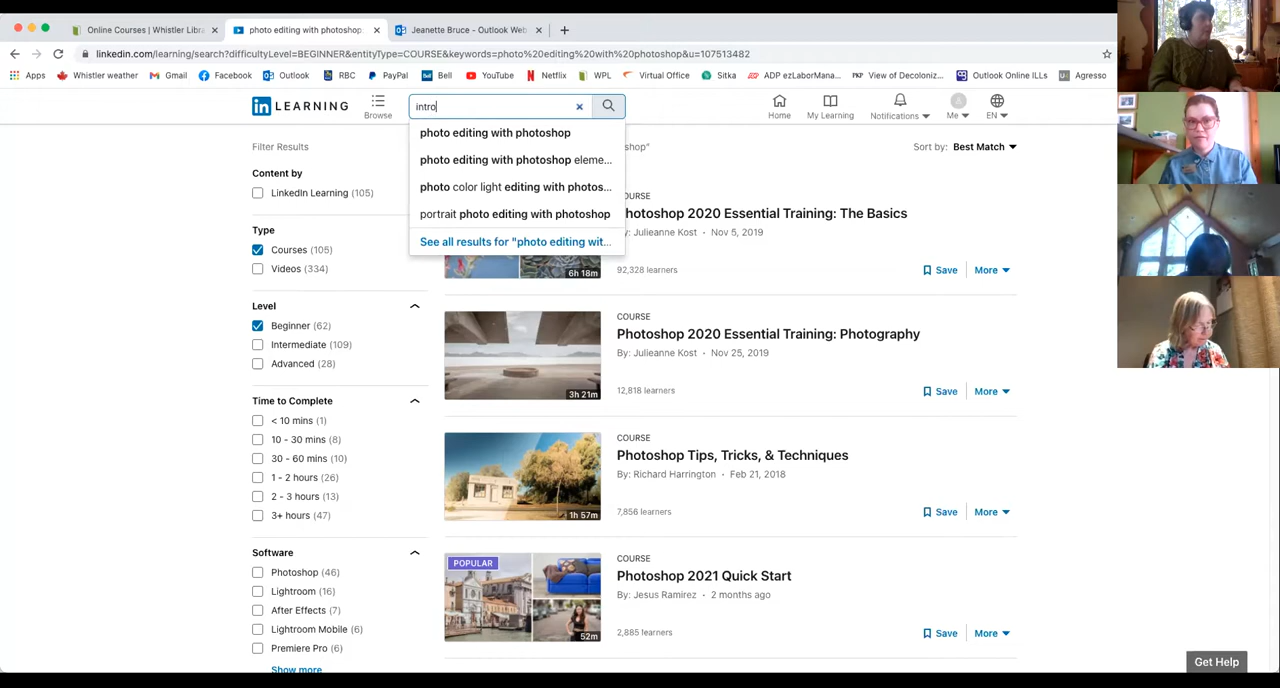 Online Courses | Whistler Libra
photo editing with photoshop
Jeanette Bruce - Outlook Web
linkedin.com/learning/search?difficultyLevel=BEGINNER&entityType=COURSE&keywords=photo%20editing%20with%20photoshop&u=107513482
Apps
Whistler weather
Gmail
Facebook
Outlook
RBC
PayPal
Bell
YouTube
Netflix
WPL
Virtual Office
Sitka
ADP ezLaborMana...
View of Decoloniz...
Outlook Online ILLs
Agresso
in LEARNING
Browse
intro
Home
My Learning
Notifications
Me
EN
Filter Results
Content by
LinkedIn Learning (105)
Type
Courses (105)
Videos (334)
Level
Beginner (62)
Intermediate (109)
Advanced (28)
Time to Complete
< 10 mins (1)
10 - 30 mins (8)
30 - 60 mins (10)
1 - 2 hours (26)
2 - 3 hours (13)
3+ hours (47)
Software
Photoshop (46)
Lightroom (16)
After Effects (7)
Lightroom Mobile (6)
Premiere Pro (6)
Show more
photo editing with photoshop
photo editing with photoshop eleme...
photo color light editing with photos...
portrait photo editing with photoshop
See all results for "photo editing wit...
shop"
Sort by: Best Match
OURSE
hotoshop 2020 Essential Training: The Basics
y: Julieanne Kost • Nov 5, 2019
6h 18m
92,328 learners
Save
More
COURSE
Photoshop 2020 Essential Training: Photography
By: Julieanne Kost • Nov 25, 2019
3h 21m
12,818 learners
Save
More
COURSE
Photoshop Tips, Tricks, & Techniques
By: Richard Harrington • Feb 21, 2018
1h 57m
7,856 learners
Save
More
POPULAR
COURSE
Photoshop 2021 Quick Start
By: Jesus Ramirez • 2 months ago
52m
2,885 learners
Save
More
Get Help